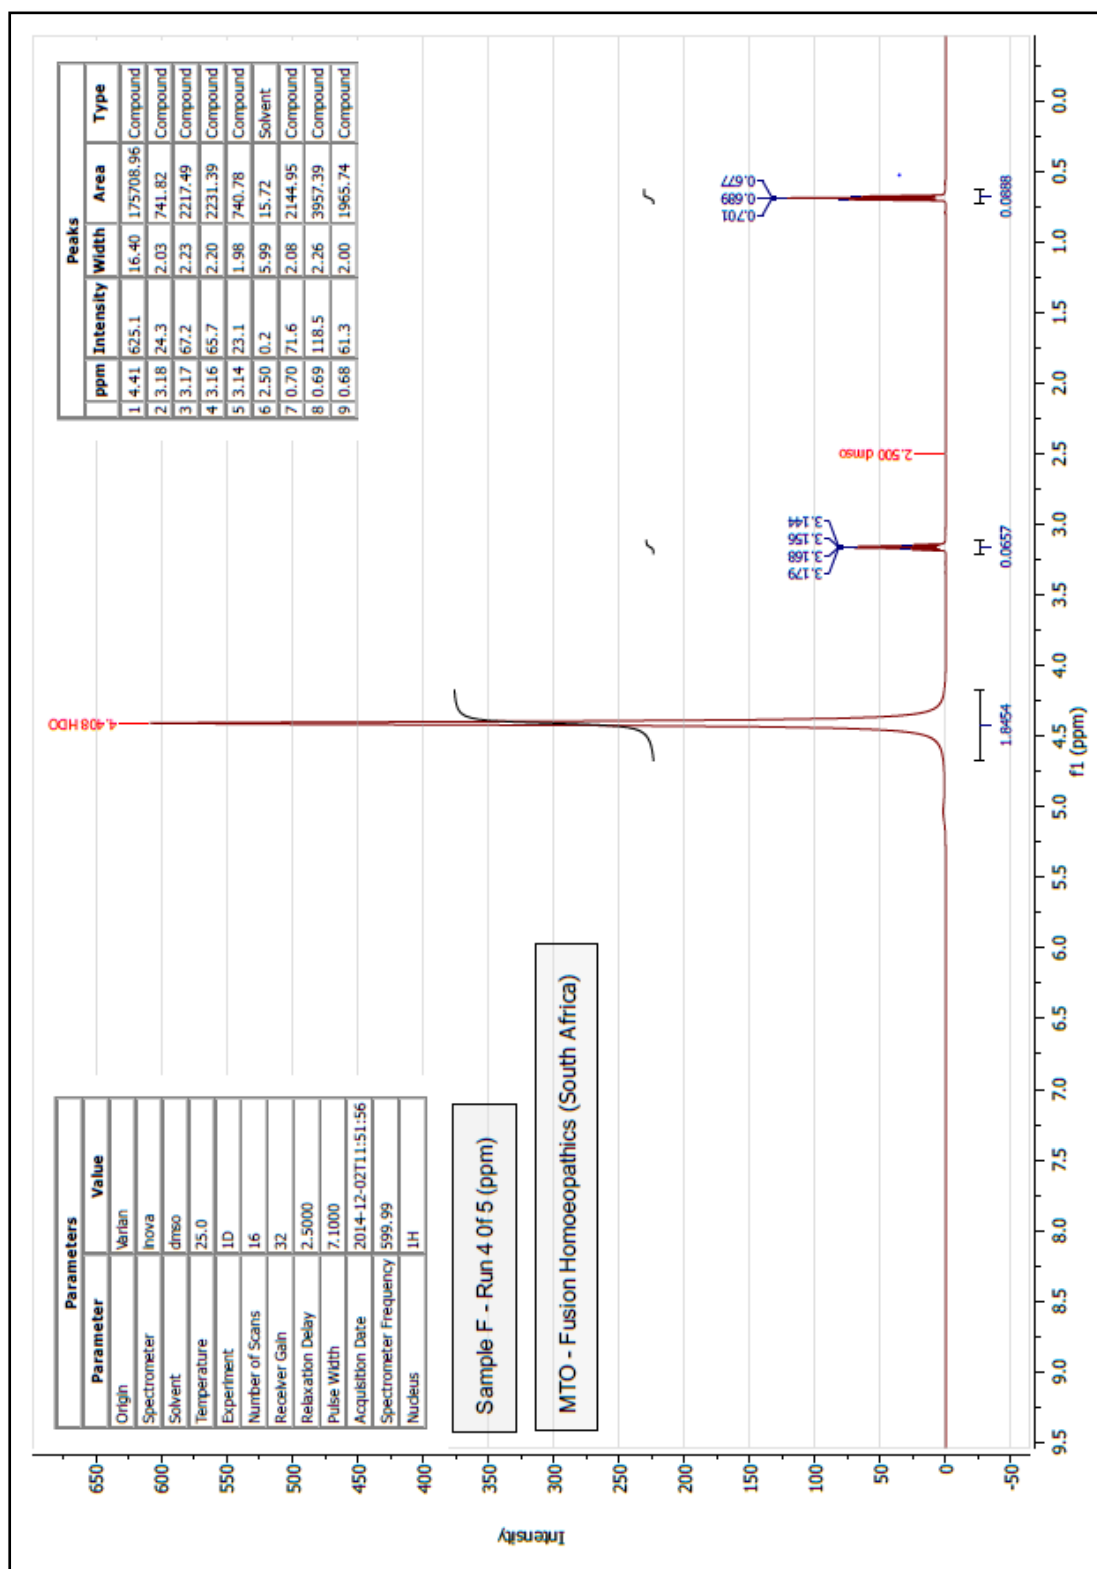 Parameters
Parameter Value
Origin Varian
Spectrometer Inova
Solvent dmso
Temperature 25.0
Experiment 1D
Number of Scans 16
Receiver Gain 32
Relaxation Delay 2.5000
Pulse Width 7.1000
Acquisition Date 2014-12-02T11:51:56
Spectrometer Frequency 599.99
Nucleus 1H
Peaks
ppm Intensity Width Area Type
1 4.41 625.1 16.40 175708.96 Compound
2 3.18 24.3 2.03 741.82 Compound
3 3.17 67.2 2.23 2217.49 Compound
4 3.16 65.7 2.20 2231.39 Compound
5 3.14 23.1 1.98 740.78 Compound
6 2.50 0.2 5.99 15.72 Solvent
7 0.70 71.6 2.08 2144.95 Compound
8 0.69 118.5 2.26 3957.39 Compound
9 0.68 61.3 2.00 1965.74 Compound
Sample F - Run 4 0f 5 (ppm)
MTO - Fusion Homoeopathics (South Africa)
4.408 HDO
3.179
3.168
3.156
3.144
2.500 dmso
0.701
0.689
0.677
650
600
550
500
450
400
350
300
250
200
150
100
50
0
-50
Intensity
1.8454
0.0657
0.0888
9.5 9.0 8.5 8.0 7.5 7.0 6.5 6.0 5.5 5.0 4.5 4.0 3.5 3.0 2.5 2.0 1.5 1.0 0.5 0.0
f1 (ppm)